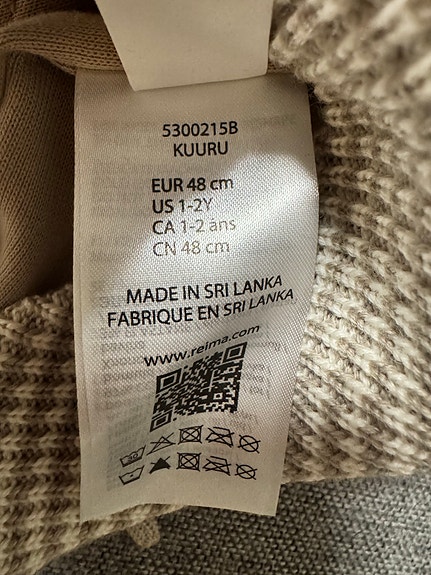 5300215B
KUURU
EUR 48 cm
US 1-2Y
CA 1-2 ans
CN 48 cm
MADE IN SRI LANKA
FABRIQUE EN SRI LANKA
www.reima.com